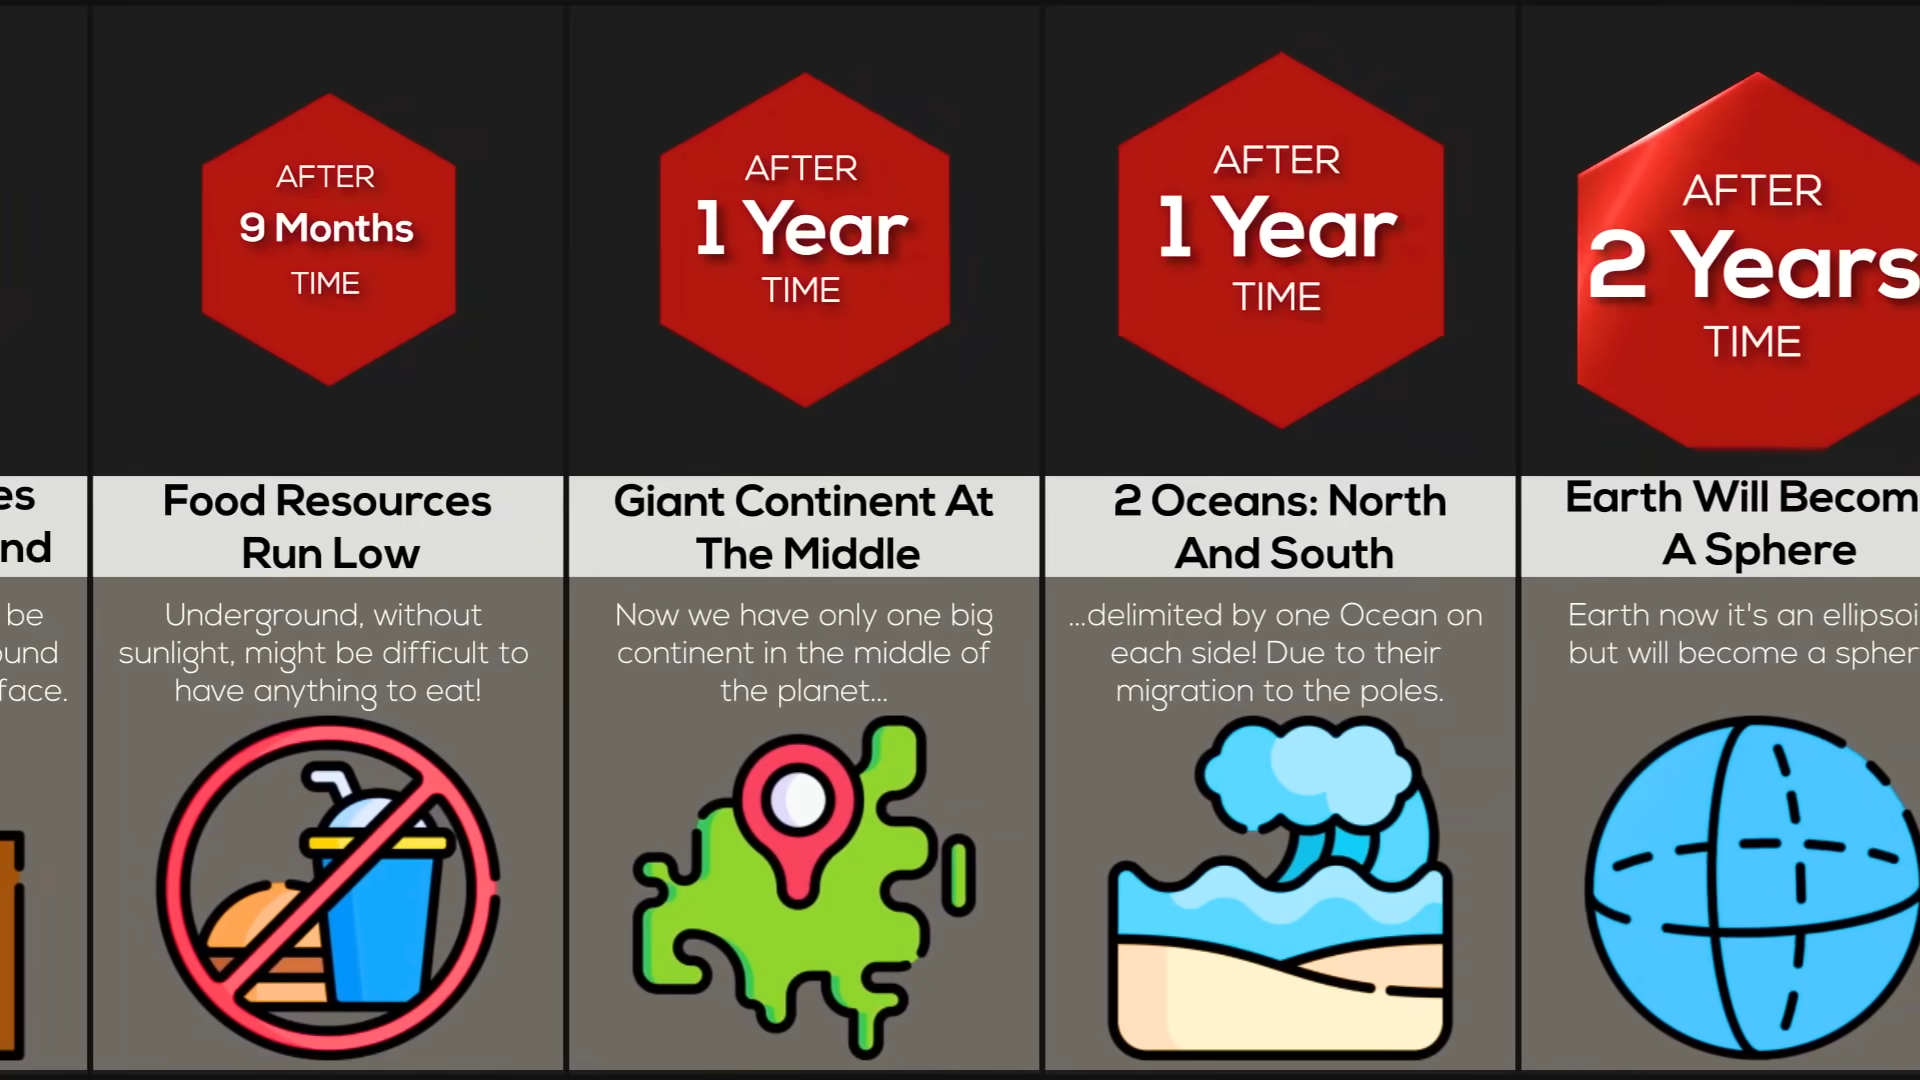 es
nd
be
ound
face.
AFTER
9 Months
TIME
Food Resources
Run Low
Underground, without
sunlight, might be difficult to
have anything to eat!
AFTER
1 Year
TIME
Giant Continent At
The Middle
Now we have only one big
continent in the middle of
the planet...
AFTER
1 Year
TIME
2 Oceans: North
And South
...delimited by one Ocean on
each side! Due to their
migration to the poles.
AFTER
2 Years
TIME
Earth Will Becom
A Sphere
Earth now it's an ellipsoi
but will become a spher